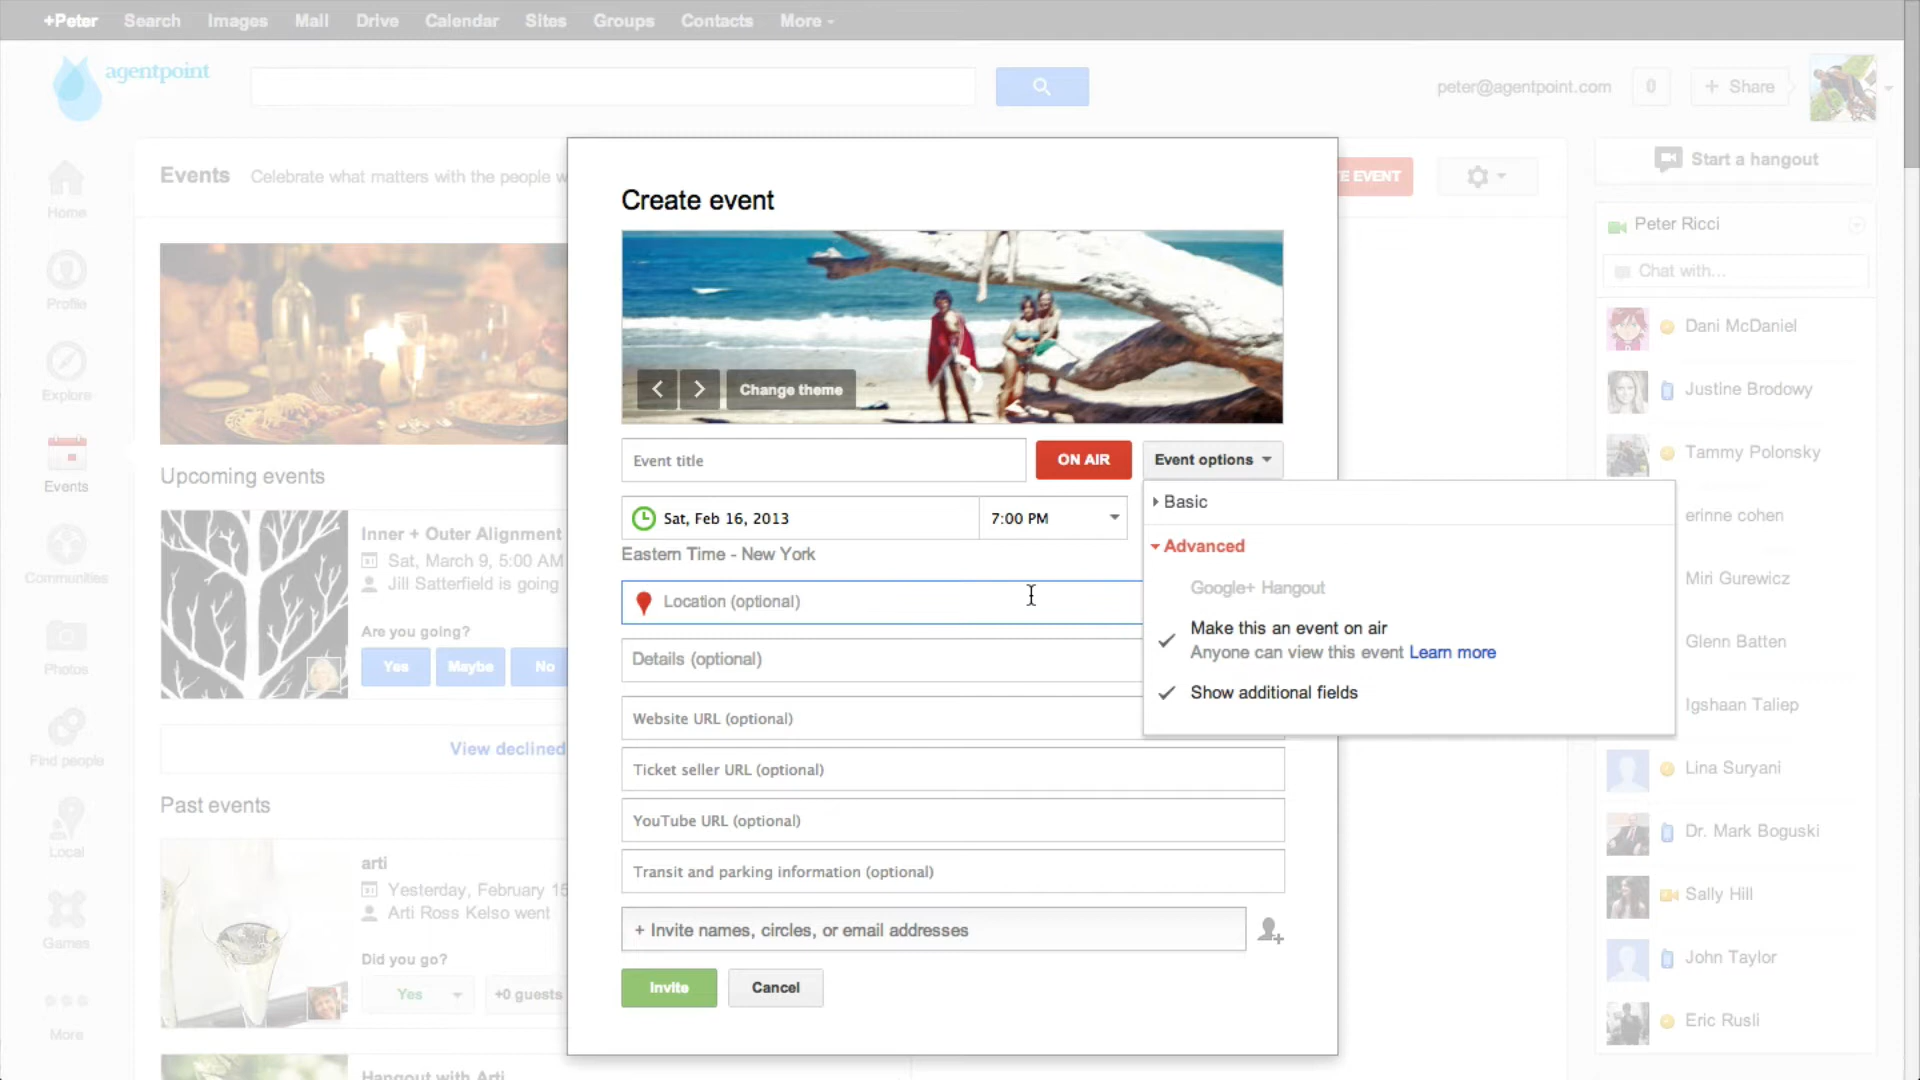 +Peter Search Images Mail Drive Calendar Sites Groups Contacts More
agentpoint
peter@agentpoint.com 0 + Share
Events Celebrate what matters with the people w
E EVENT
Start a hangout
Home
Profile
Explore
Events
Communities
Photos
Find people
Local
Games
More
Upcoming events
Inner + Outer Alignment
Sat, March 9, 5:00 AM
Jill Satterfield is going
Are you going?
Yes Maybe No
View declined
Past events
arti
Yesterday, February 15
Arti Ross Kelso went
Did you go?
Yes +0 guests
Hangout with Arti
Create event
Change theme
Event title
ON AIR
Event options
Sat, Feb 16, 2013
7:00 PM
Eastern Time - New York
Location (optional)
Details (optional)
Website URL (optional)
Ticket seller URL (optional)
YouTube URL (optional)
Transit and parking information (optional)
+ Invite names, circles, or email addresses
Invite Cancel
Basic
Advanced
Google+ Hangout
Make this an event on air
Anyone can view this event Learn more
Show additional fields
Peter Ricci
Chat with...
Dani McDaniel
Justine Brodowy
Tammy Polonsky
erinne cohen
Miri Gurewicz
Glenn Batten
Igshaan Taliep
Lina Suryani
Dr. Mark Boguski
Sally Hill
John Taylor
Eric Rusli